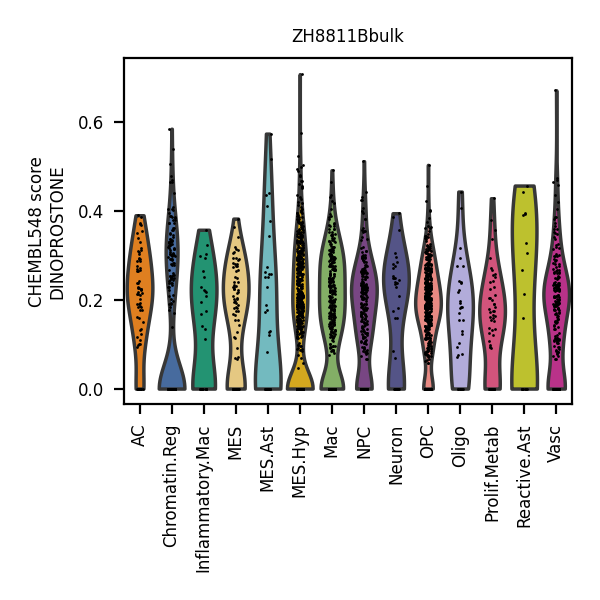 ZH8811Bbulk
CHEMBL548 score
DINOPROSTONE
0.6
0.4
0.2
0.0
AC
Chromatin.Reg
Inflammatory.Mac
MES
MES.Ast
MES.Hyp
Mac
NPC
Neuron
OPC
Oligo
Prolif.Metab
Reactive.Ast
Vasc